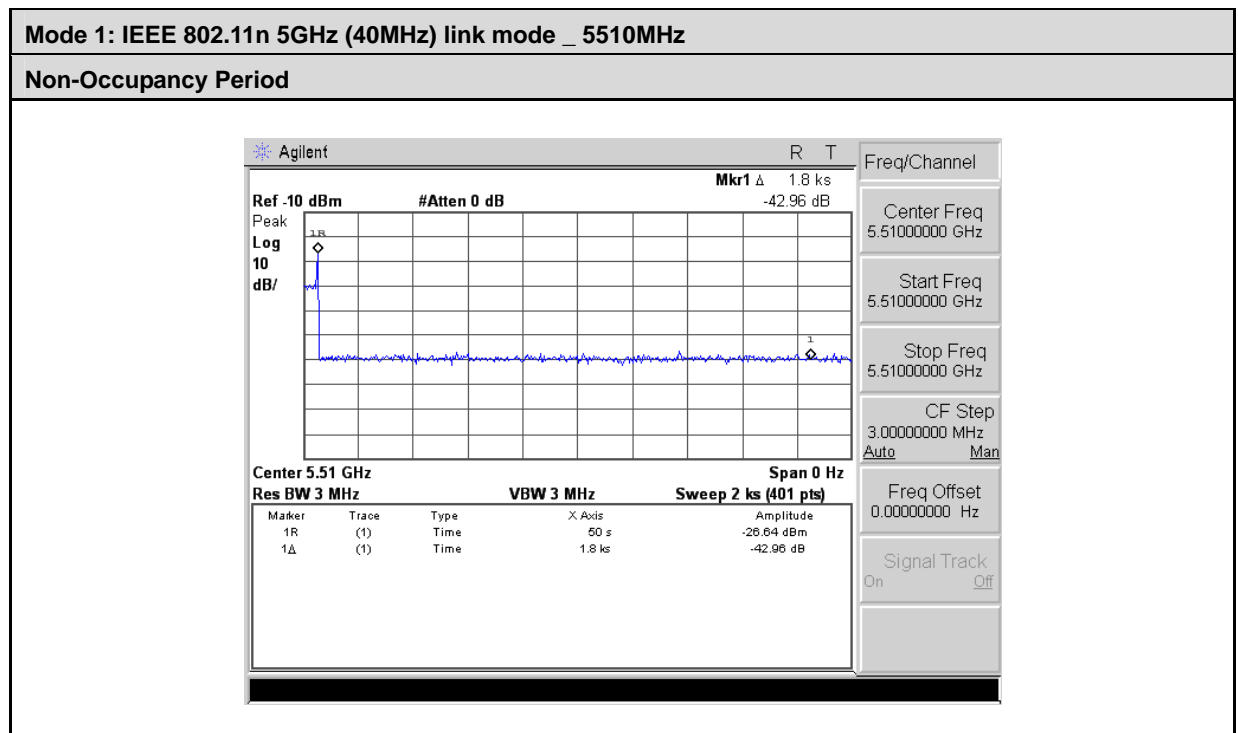 Mode 1: IEEE 802.11n 5GHz (40MHz) link mode _ 5510MHz
Non-Occupancy Period
Agilent R T
Mkr1 Δ 1.8 ks
Ref -10 dBm #Atten 0 dB -42.96 dB
Peak
Log
10
dB/
1R
1
Center 5.51 GHz Span 0 Hz
Res BW 3 MHz VBW 3 MHz Sweep 2 ks (401 pts)
Marker Trace Type X Axis Amplitude
1R (1) Time 50 s -26.64 dBm
1Δ (1) Time 1.8 ks -42.96 dB
Freq/Channel
Center Freq
5.51000000 GHz
Start Freq
5.51000000 GHz
Stop Freq
5.51000000 GHz
CF Step
3.00000000 MHz
Auto Man
Freq Offset
0.00000000 Hz
Signal Track
On Off